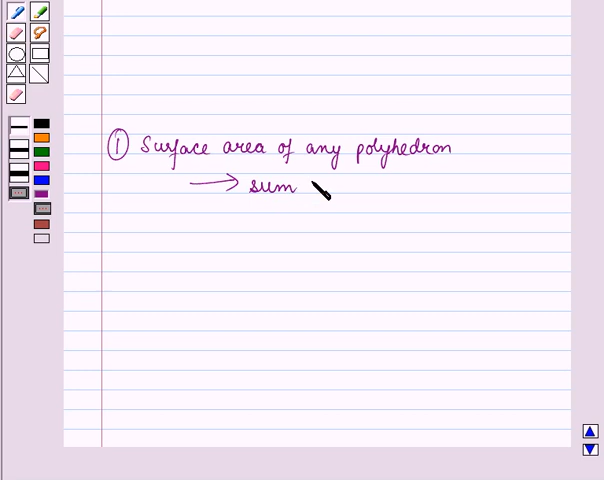 ① Surface area of any polyhedron
→ sum